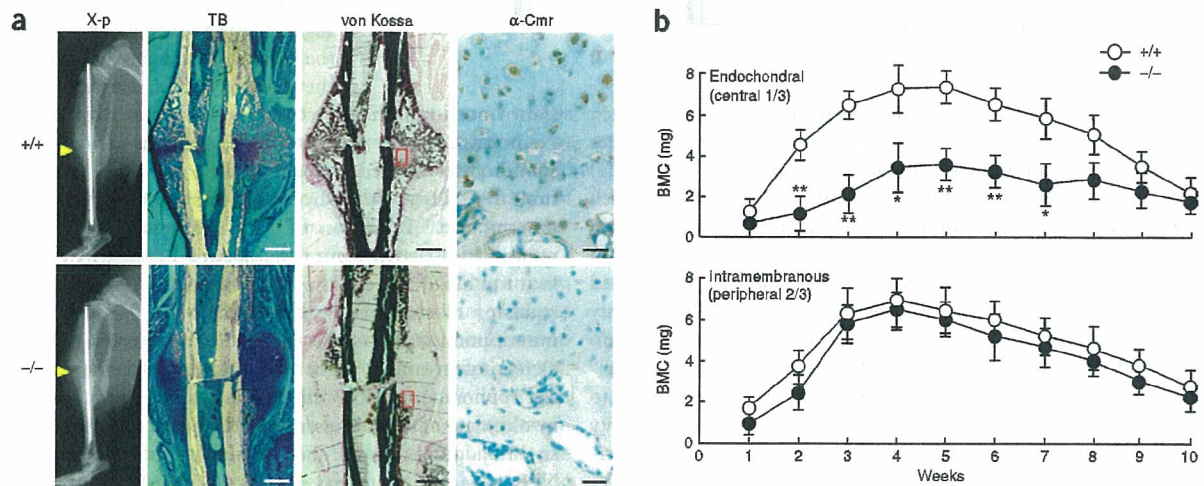 a
X-p TB von Kossa α-Cmr
+/+
–/–
b
+/+
–/–
Endochondral
(central 1/3)
BMC (mg)
8
6
4
2
0
**
**
*
**
**
*
Intramembranous
(peripheral 2/3)
BMC (mg)
8
6
4
2
0
0 1 2 3 4 5 6 7 8 9 10
Weeks